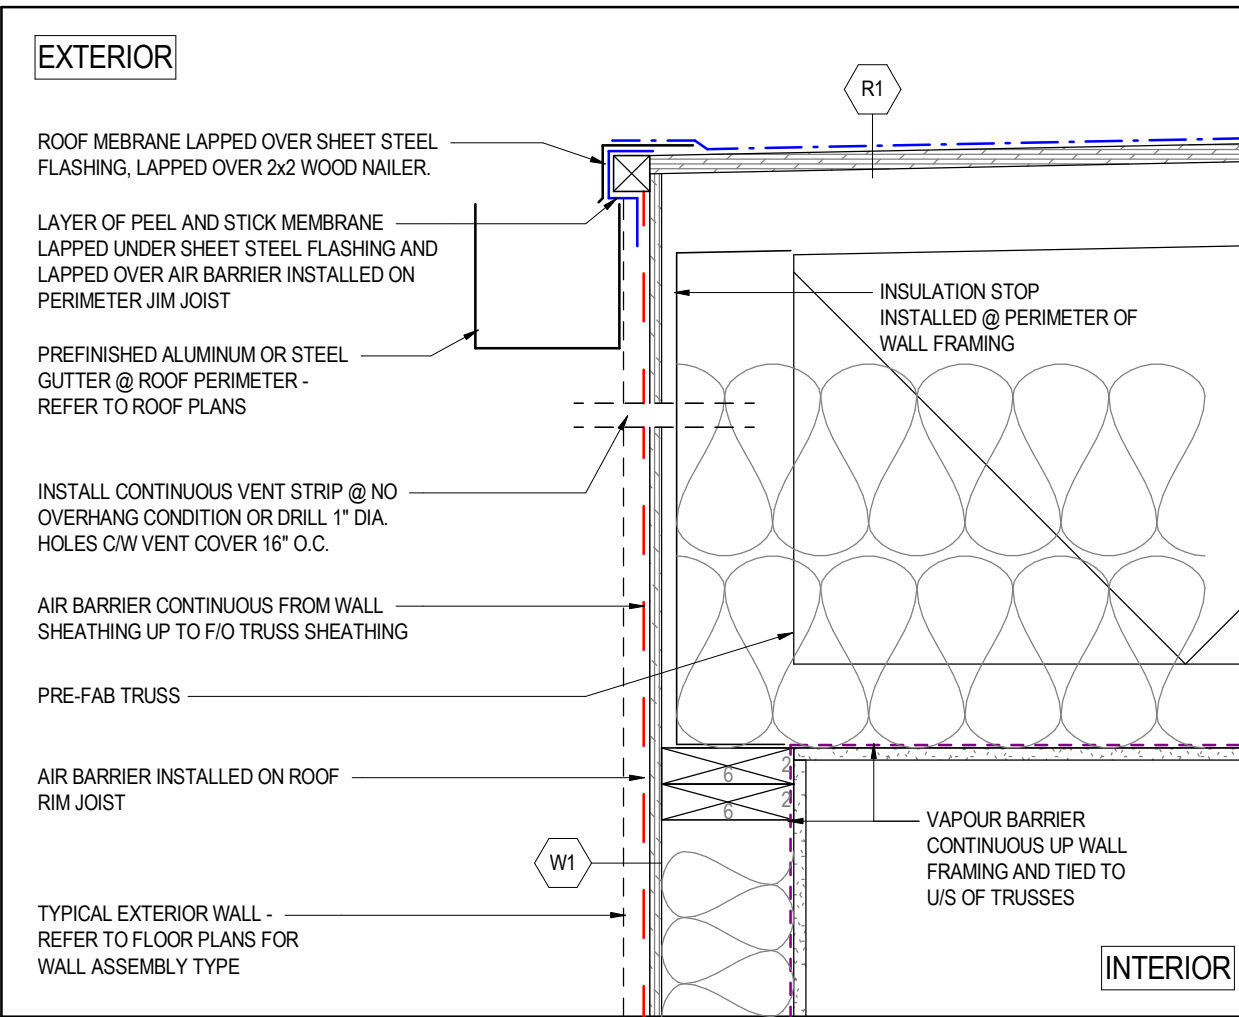 EXTERIOR
R1
ROOF MEBRANE LAPPED OVER SHEET STEEL
FLASHING, LAPPED OVER 2x2 WOOD NAILER.
LAYER OF PEEL AND STICK MEMBRANE
LAPPED UNDER SHEET STEEL FLASHING AND
LAPPED OVER AIR BARRIER INSTALLED ON
PERIMETER JIM JOIST
INSULATION STOP
INSTALLED @ PERIMETER OF
WALL FRAMING
PREFINISHED ALUMINUM OR STEEL
GUTTER @ ROOF PERIMETER -
REFER TO ROOF PLANS
INSTALL CONTINUOUS VENT STRIP @ NO
OVERHANG CONDITION OR DRILL 1" DIA.
HOLES C/W VENT COVER 16" O.C.
AIR BARRIER CONTINUOUS FROM WALL
SHEATHING UP TO F/O TRUSS SHEATHING
PRE-FAB TRUSS
AIR BARRIER INSTALLED ON ROOF
RIM JOIST
6 2
6 2
VAPOUR BARRIER
CONTINUOUS UP WALL
FRAMING AND TIED TO
U/S OF TRUSSES
W1
TYPICAL EXTERIOR WALL -
REFER TO FLOOR PLANS FOR
WALL ASSEMBLY TYPE
INTERIOR